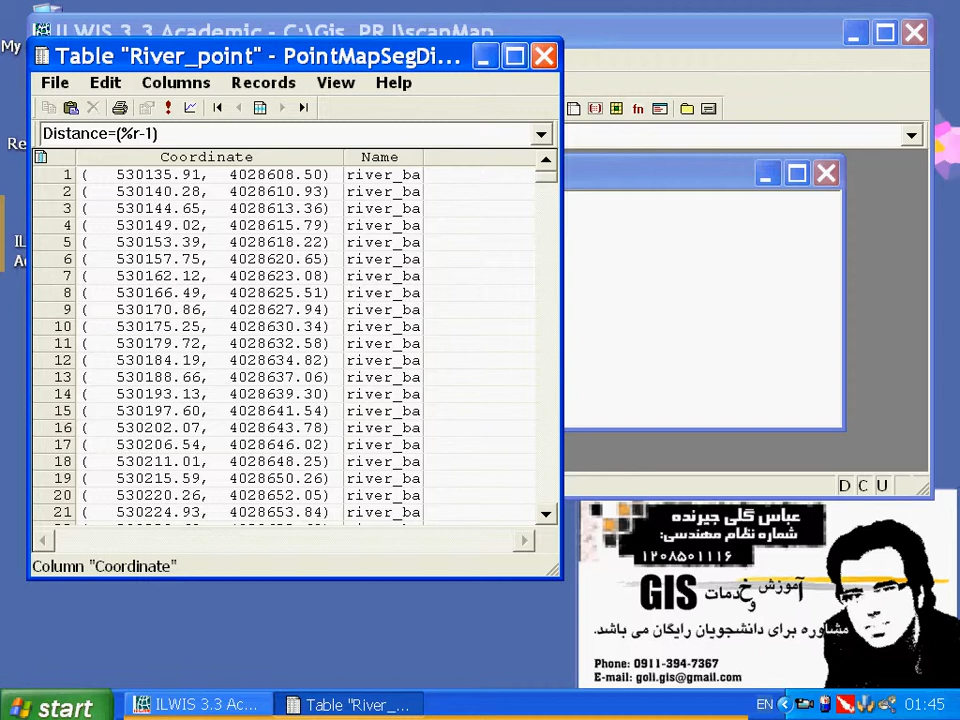 ILWIS 3.3 Academic - C:\Gis_PRJ\scanMap
My
Table "River_point" - PointMapSegDi...
File Edit Columns Records View Help
fn
Distance=(%r-1)
Re
Coordinate Name
1 ( 530135.91, 4028608.50) river_ba
2 ( 530140.28, 4028610.93) river_ba
3 ( 530144.65, 4028613.36) river_ba
4 ( 530149.02, 4028615.79) river_ba
5 ( 530153.39, 4028618.22) river_ba
6 ( 530157.75, 4028620.65) river_ba
7 ( 530162.12, 4028623.08) river_ba
8 ( 530166.49, 4028625.51) river_ba
9 ( 530170.86, 4028627.94) river_ba
10 ( 530175.25, 4028630.34) river_ba
11 ( 530179.72, 4028632.58) river_ba
12 ( 530184.19, 4028634.82) river_ba
13 ( 530188.66, 4028637.06) river_ba
14 ( 530193.13, 4028639.30) river_ba
15 ( 530197.60, 4028641.54) river_ba
16 ( 530202.07, 4028643.78) river_ba
17 ( 530206.54, 4028646.02) river_ba
18 ( 530211.01, 4028648.25) river_ba
19 ( 530215.59, 4028650.26) river_ba
20 ( 530220.26, 4028652.05) river_ba
21 ( 530224.93, 4028653.84) river_ba
IL
Ac
D C U
Column "Coordinate"
عباس گلی جیرنده
شماره نظام مهندسی:
۱۲۰۸۵۰۱۱۱۶
آموزش و خدمات GIS
مشاوره برای دانشجویان رایگان می باشد.
Phone: 0911-394-7367
E-mail: goli.gis@gmail.com
start ILWIS 3.3 Ac... Table "River_... EN 01:45